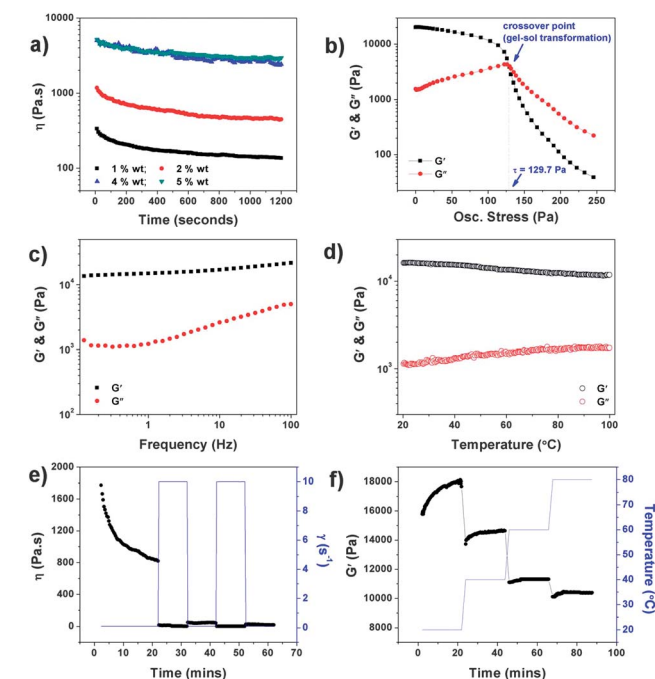 a)
10000
1000
100
η (Pa.s)
1 % wt; 2 % wt
4 % wt 5 % wt
0 200 400 600 800 1000 1200
Time (seconds)
b)
crossover point
(gel-sol transformation)
10000
1000
100
G' & G" (Pa)
G'
G"
τ = 129.7 Pa
0 50 100 150 200 250
Osc. Stress (Pa)
c)
10⁴
10³
10²
G' & G" (Pa)
G'
G"
1 10 100
Frequency (Hz)
d)
10⁴
10³
G' & G" (Pa)
G'
G"
20 40 60 80 100
Temperature (°C)
e)
2000
1600
1200
800
400
0
η (Pa.s)
10
8
6
4
2
0
γ (s⁻¹)
0 10 20 30 40 50 60 70
Time (mins)
f)
18000
16000
14000
12000
10000
8000
G' (Pa)
80
70
60
50
40
30
20
Temperature (°C)
0 20 40 60 80 100
Time (mins)